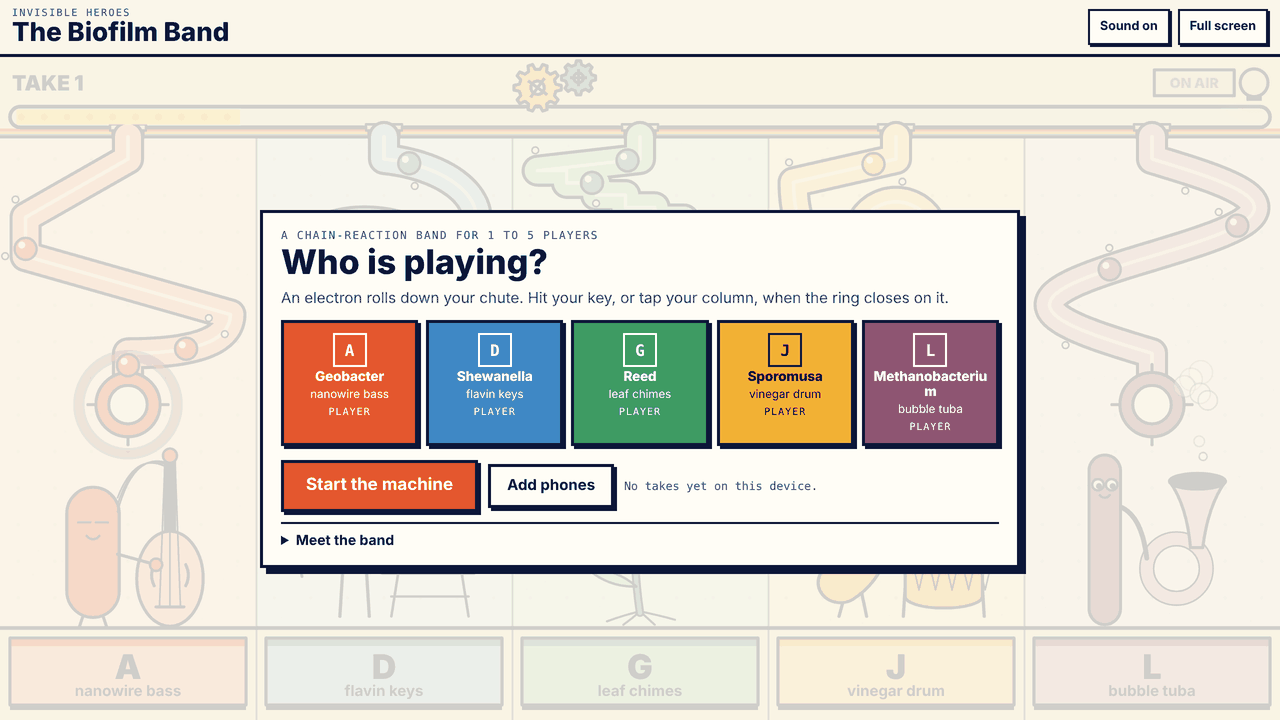 INVISIBLE HEROES
The Biofilm Band
Sound on
Full screen
TAKE 1
ON AIR
A CHAIN-REACTION BAND FOR 1 TO 5 PLAYERS
Who is playing?
An electron rolls down your chute. Hit your key, or tap your column, when the ring closes on it.
A
Geobacter
nanowire bass
PLAYER
D
Shewanella
flavin keys
PLAYER
G
Reed
leaf chimes
PLAYER
J
Sporomusa
vinegar drum
PLAYER
L
Methanobacteriu
m
bubble tuba
PLAYER
Start the machine
Add phones
No takes yet on this device.
Meet the band
A
nanowire bass
D
flavin keys
G
leaf chimes
J
vinegar drum
L
bubble tuba